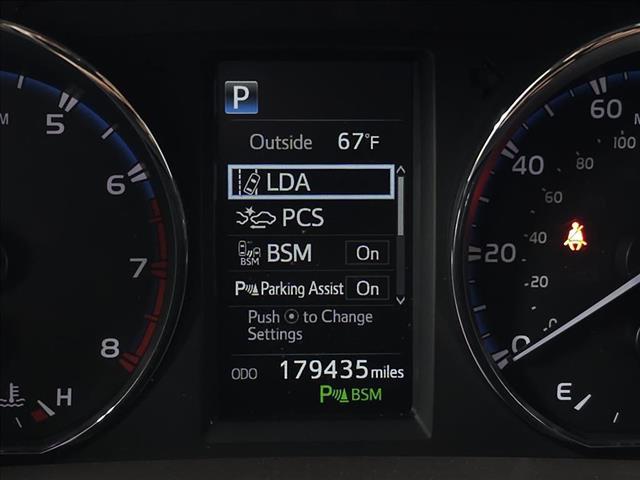 P
Outside 67°F
LDA
PCS
BSM BSM On
P Parking Assist On
Push to Change
Settings
ODO 179435 miles
P BSM
5
6
7
8
H
0
20
40
60
0
20
40
60
80
100
E